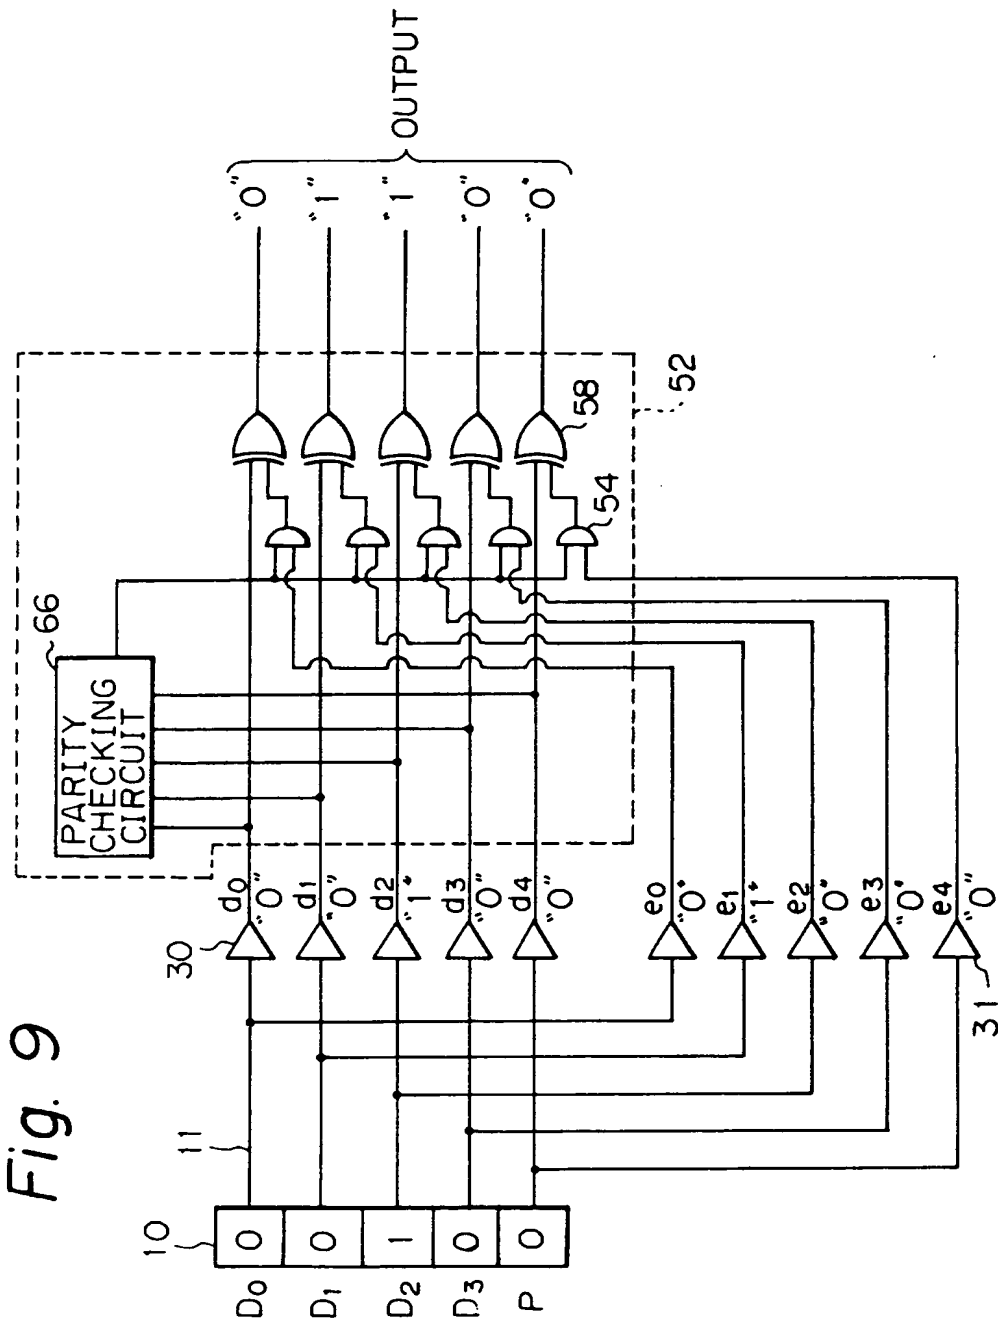 Fig. 9
10
D0 0
D1 0
D2 1
D3 0
P 0
11
30
31
d0 "0"
d1 "0"
d2 "1"
d3 "0"
d4 "0"
e0 "0"
e1 "1"
e2 "0"
e3 "0"
e4 "0"
66
PARITY
CHECKING
CIRCUIT
54
58
52
"0"
"1"
"1"
"0"
"0"
OUTPUT